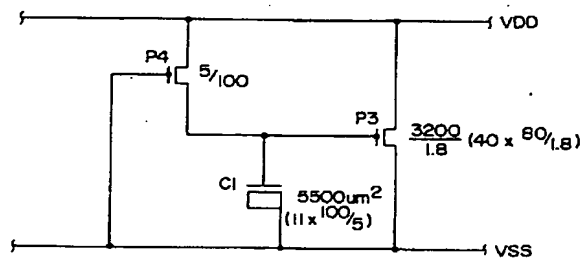 VDD
P4
5/100
P3
3200/1.8 (40 x 80/1.8)
C1
5500um²
(11 x 100/5)
VSS